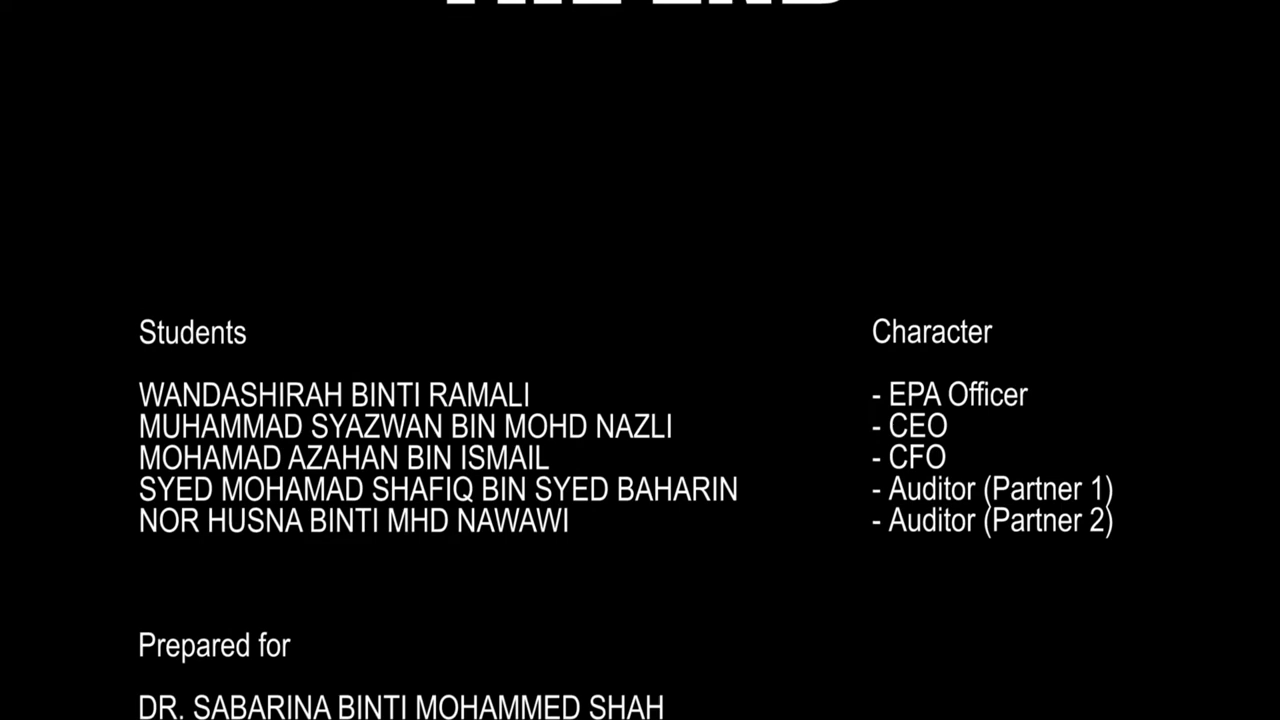 THE END
Students Character
WANDASHIRAH BINTI RAMALI - EPA Officer
MUHAMMAD SYAZWAN BIN MOHD NAZLI - CEO
MOHAMAD AZAHAN BIN ISMAIL - CFO
SYED MOHAMAD SHAFIQ BIN SYED BAHARIN - Auditor (Partner 1)
NOR HUSNA BINTI MHD NAWAWI - Auditor (Partner 2)
Prepared for
DR. SABARINA BINTI MOHAMMED SHAH